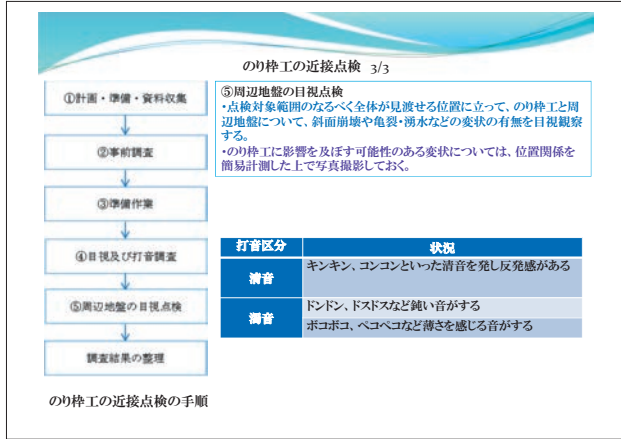 のり枠工の近接点検 3/3
①計画・準備・資料収集
②事前調査
③準備作業
④目視及び打音調査
⑤周辺地盤の目視点検
調査結果の整理
のり枠工の近接点検の手順
⑤周辺地盤の目視点検
・点検対象範囲のなるべく全体が見渡せる位置に立って、のり枠工と周
辺地盤について、斜面崩壊や亀裂・湧水などの変状の有無を目視観察
する。
・のり枠工に影響を及ぼす可能性のある変状については、位置関係を
簡易計測した上で写真撮影しておく。
打音区分 状況
清音 キンキン、コンコンといった清音を発し反発感がある
濁音 ドンドン、ドスドスなど鈍い音がする
ボコボコ、ペコペコなど薄さを感じる音がする